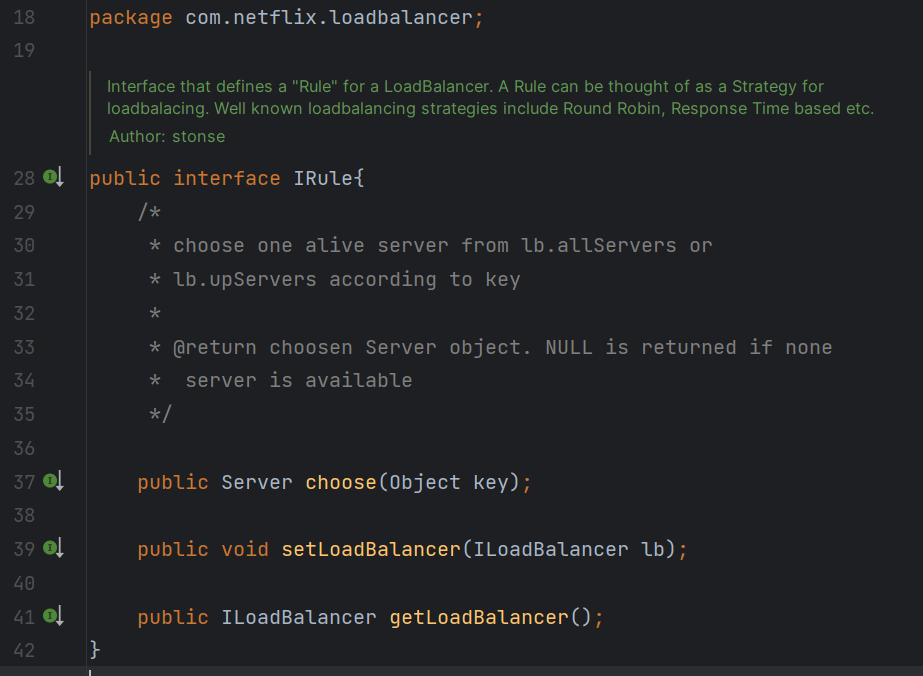 18 package com.netflix.loadbalancer;
19
Interface that defines a "Rule" for a LoadBalancer. A Rule can be thought of as a Strategy for
loadbalacing. Well known loadbalancing strategies include Round Robin, Response Time based etc.
Author: stonse
28 public interface IRule{
29 /*
30 * choose one alive server from lb.allServers or
31 * lb.upServers according to key
32 *
33 * @return choosen Server object. NULL is returned if none
34 * server is available
35 */
36
37 public Server choose(Object key);
38
39 public void setLoadBalancer(ILoadBalancer lb);
40
41 public ILoadBalancer getLoadBalancer();
42 }